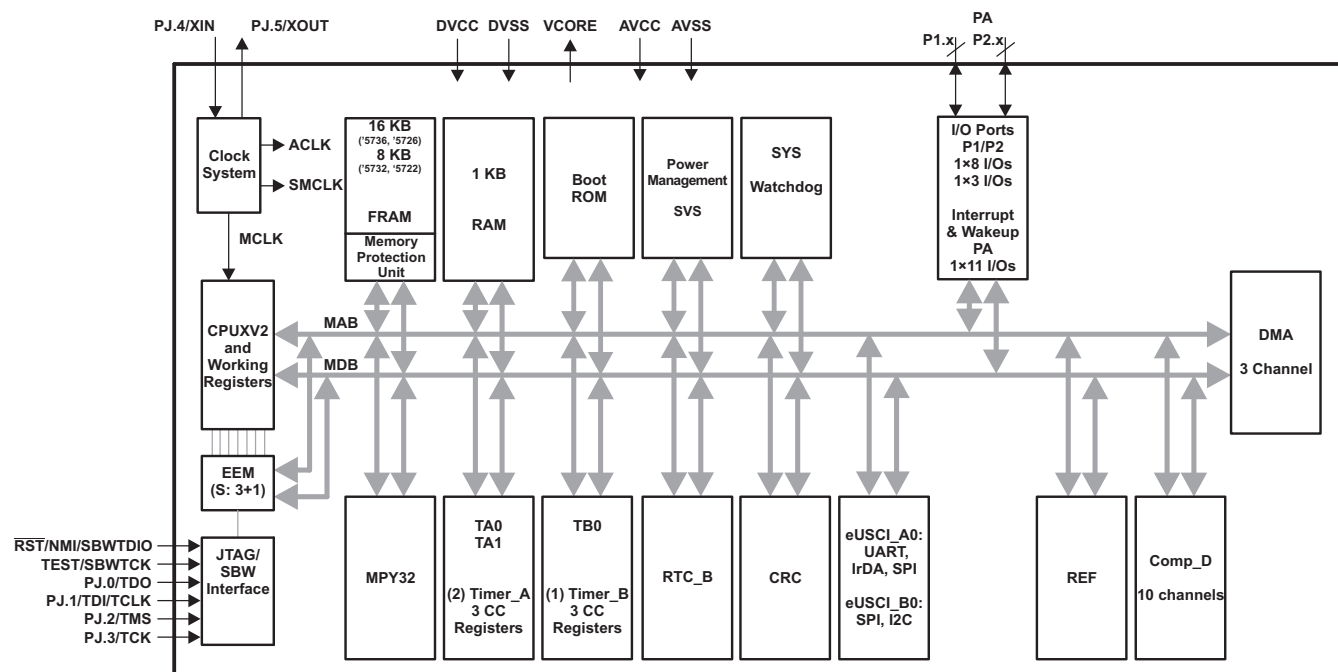 PJ.4/XIN
PJ.5/XOUT
DVCC
DVSS
VCORE
AVCC
AVSS
PA
P1.x
P2.x
Clock
System
ACLK
SMCLK
MCLK
16 KB
('5736, '5726)
8 KB
('5732, '5722)
FRAM
Memory
Protection
Unit
1 KB
RAM
Boot
ROM
Power
Management
SVS
SYS
Watchdog
I/O Ports
P1/P2
1×8 I/Os
1×3 I/Os
Interrupt
& Wakeup
PA
1×11 I/Os
CPUXV2
and
Working
Registers
MAB
MDB
DMA
3 Channel
EEM
(S: 3+1)
RST/NMI/SBWTDIO
TEST/SBWTCK
PJ.0/TDO
PJ.1/TDI/TCLK
PJ.2/TMS
PJ.3/TCK
JTAG/
SBW
Interface
MPY32
TA0
TA1
(2) Timer_A
3 CC
Registers
TB0
(1) Timer_B
3 CC
Registers
RTC_B
CRC
eUSCI_A0:
UART,
IrDA, SPI
eUSCI_B0:
SPI, I2C
REF
Comp_D
10 channels